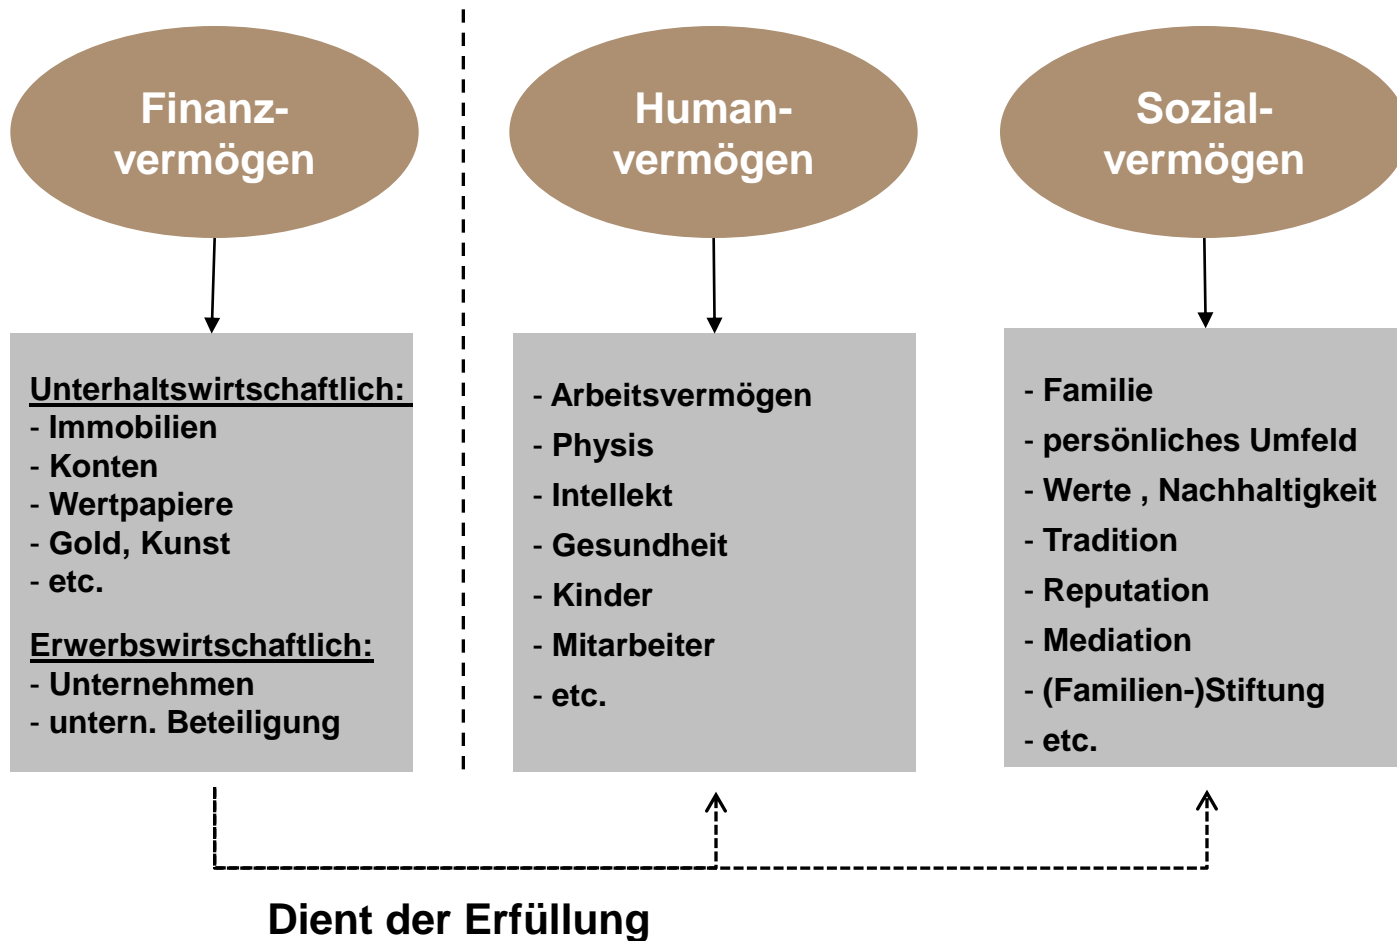 Finanz-
vermögen
Human-
vermögen
Sozial-
vermögen
Unterhaltswirtschaftlich:
- Immobilien
- Konten
- Wertpapiere
- Gold, Kunst
- etc.
Erwerbswirtschaftlich:
- Unternehmen
- untern. Beteiligung
- Arbeitsvermögen
- Physis
- Intellekt
- Gesundheit
- Kinder
- Mitarbeiter
- etc.
- Familie
- persönliches Umfeld
- Werte , Nachhaltigkeit
- Tradition
- Reputation
- Mediation
- (Familien-)Stiftung
- etc.
Dient der Erfüllung